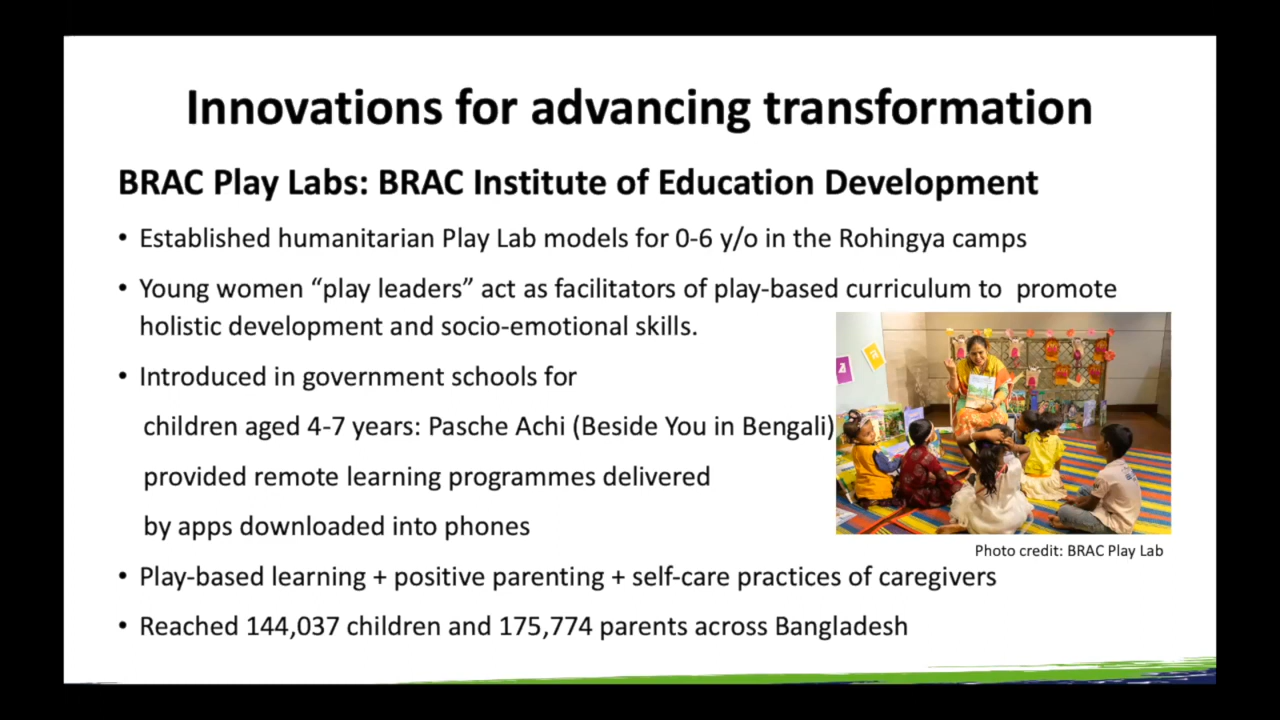 Innovations for advancing transformation
BRAC Play Labs: BRAC Institute of Education Development
• Established humanitarian Play Lab models for 0-6 y/o in the Rohingya camps
• Young women “play leaders” act as facilitators of play-based curriculum to promote
holistic development and socio-emotional skills.
• Introduced in government schools for
children aged 4-7 years: Pasche Achi (Beside You in Bengali)
provided remote learning programmes delivered
by apps downloaded into phones
Photo credit: BRAC Play Lab
• Play-based learning + positive parenting + self-care practices of caregivers
• Reached 144,037 children and 175,774 parents across Bangladesh